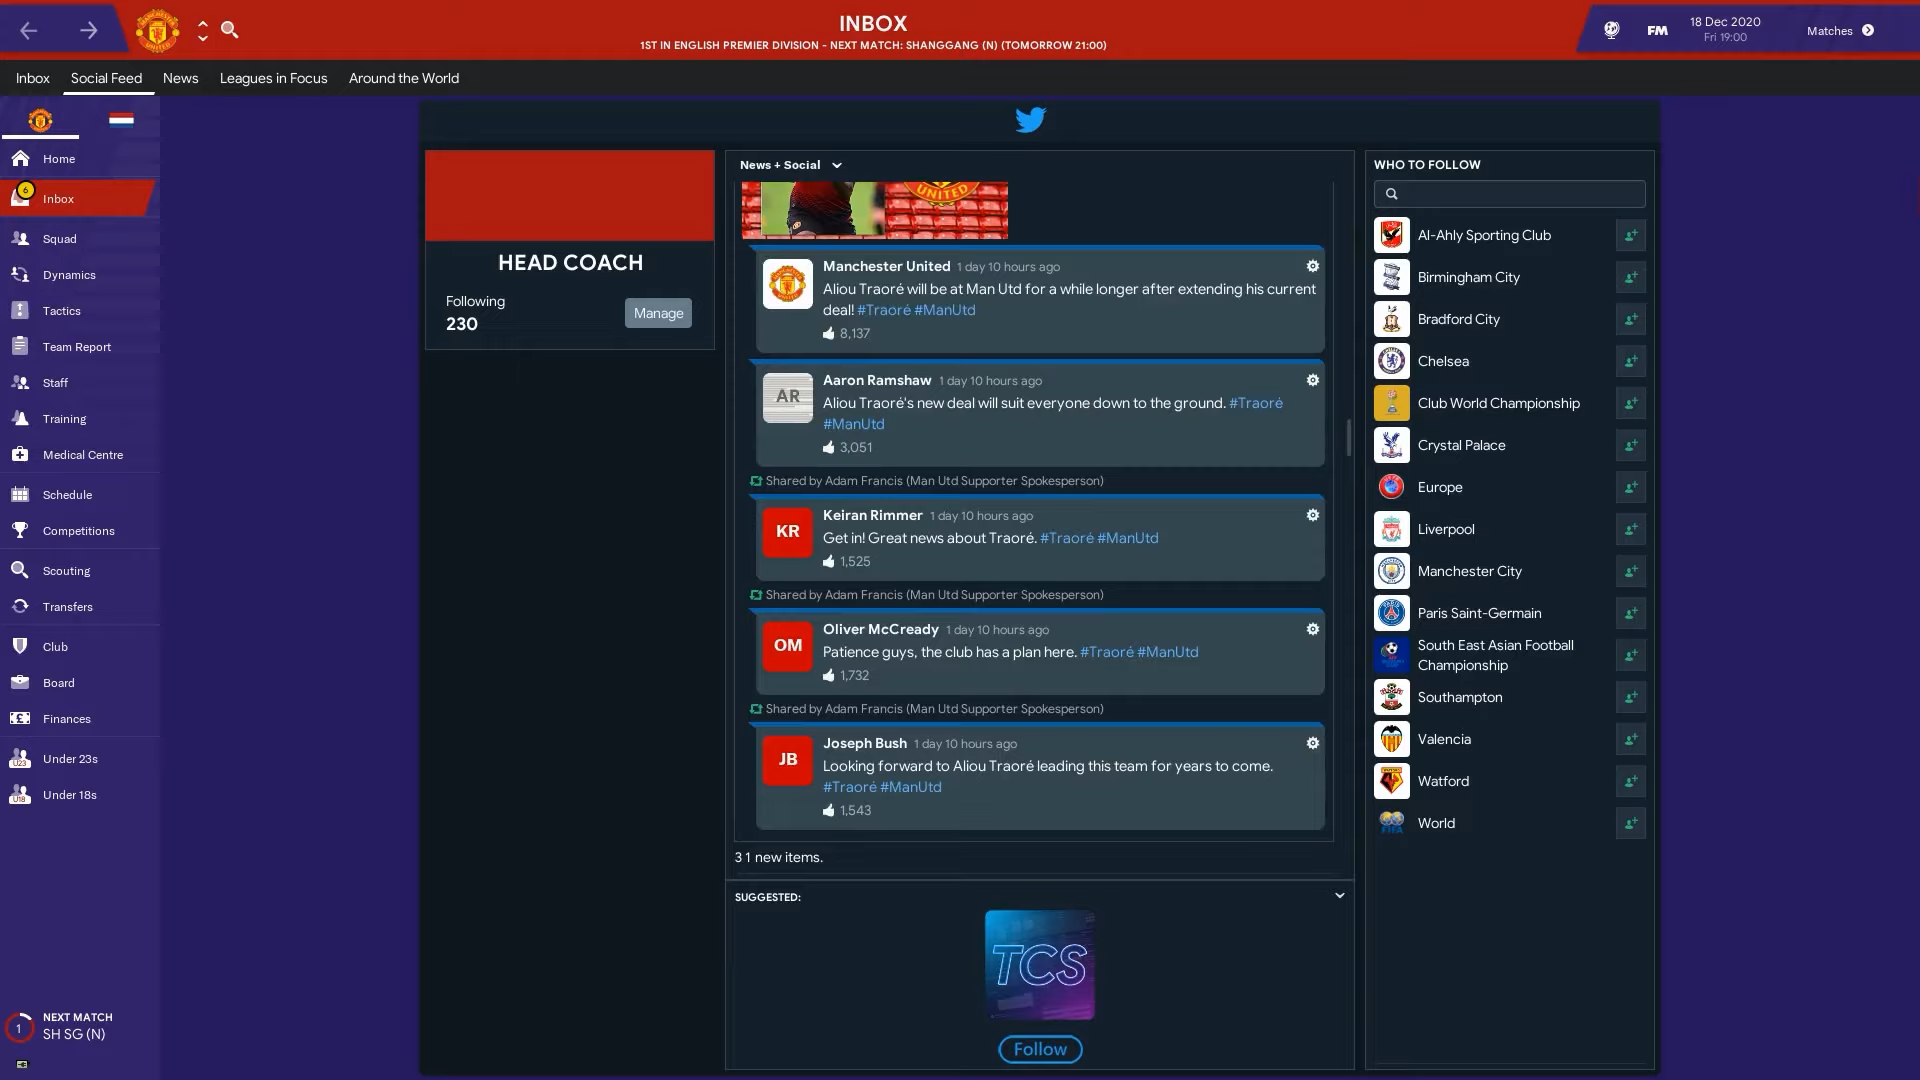 INBOX
1ST IN ENGLISH PREMIER DIVISION - NEXT MATCH: SHANGGANG (N) (TOMORROW 21:00)
FM
18 Dec 2020
Fri 19:00
Matches
Inbox
Social Feed
News
Leagues in Focus
Around the World
Home
6
Inbox
Squad
Dynamics
Tactics
Team Report
Staff
Training
Medical Centre
Schedule
Competitions
Scouting
Transfers
Club
Board
Finances
U23
Under 23s
U18
Under 18s
1
NEXT MATCH
SH SG (N)
HEAD COACH
Following
230
Manage
News + Social
UNITED
Manchester United 1 day 10 hours ago
Aliou Traoré will be at Man Utd for a while longer after extending his current
deal! #Traoré #ManUtd
8,137
AR
Aaron Ramshaw 1 day 10 hours ago
Aliou Traoré's new deal will suit everyone down to the ground. #Traoré
#ManUtd
3,051
Shared by Adam Francis (Man Utd Supporter Spokesperson)
KR
Keiran Rimmer 1 day 10 hours ago
Get in! Great news about Traoré. #Traoré #ManUtd
1,525
Shared by Adam Francis (Man Utd Supporter Spokesperson)
OM
Oliver McCready 1 day 10 hours ago
Patience guys, the club has a plan here. #Traoré #ManUtd
1,732
Shared by Adam Francis (Man Utd Supporter Spokesperson)
JB
Joseph Bush 1 day 10 hours ago
Looking forward to Aliou Traoré leading this team for years to come.
#Traoré #ManUtd
1,543
3 1 new items.
SUGGESTED:
TCS
Follow
WHO TO FOLLOW
Al-Ahly Sporting Club
Birmingham City
Bradford City
Chelsea
Club World Championship
Crystal Palace
Europe
Liverpool
Manchester City
Paris Saint-Germain
South East Asian Football
Championship
Southampton
Valencia
Watford
FIFA
World